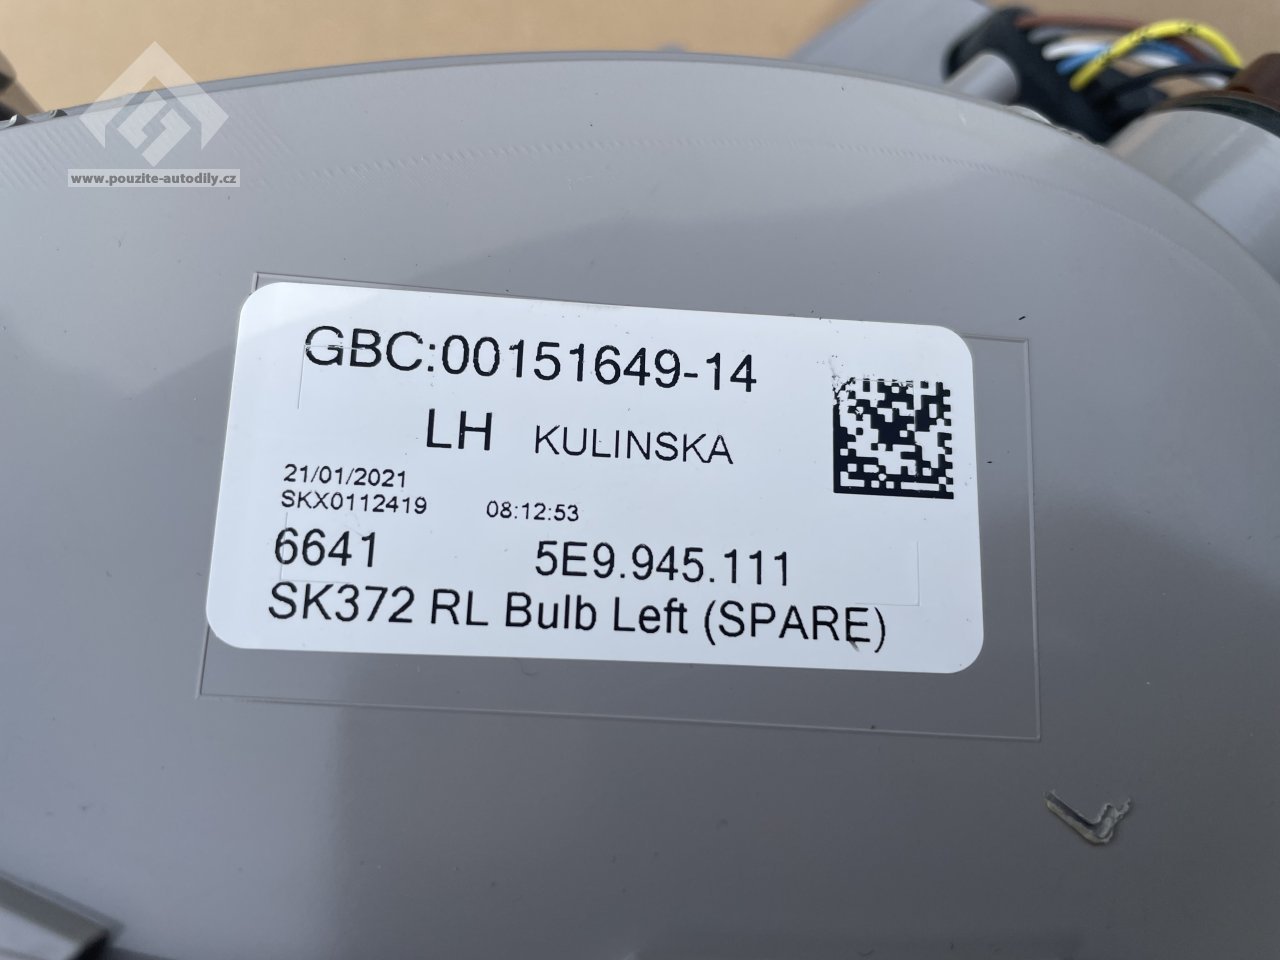 www.pouzite-autodily.cz
GBC:00151649-14
LH KULINSKA
21/01/2021
SKX0112419 08:12:53
6641 5E9.945.111
SK372 RL Bulb Left (SPARE)